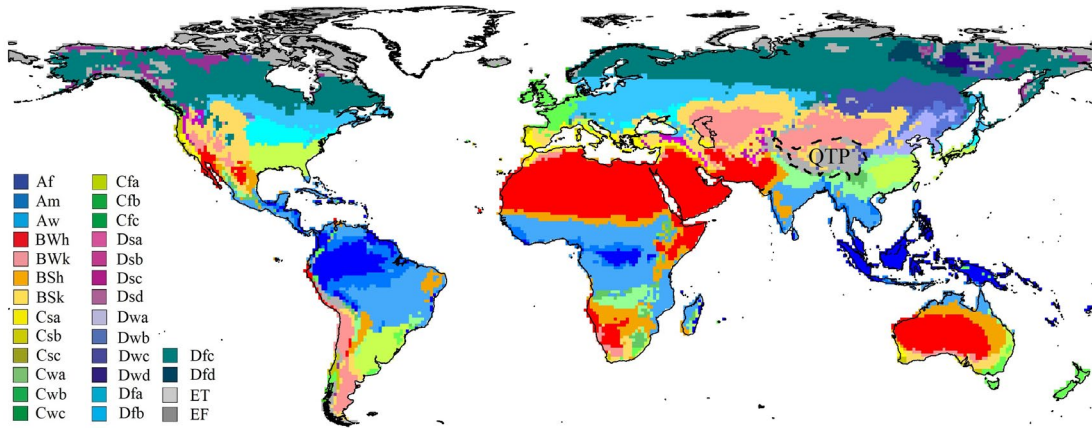 QTP
Af
Am
Aw
BWh
BWk
BSh
BSk
Csa
Csb
Csc
Cwa
Cwb
Cwc
Cfa
Cfb
Cfc
Dsa
Dsb
Dsc
Dsd
Dwa
Dwb
Dwc
Dwd
Dfa
Dfb
Dfc
Dfd
ET
EF